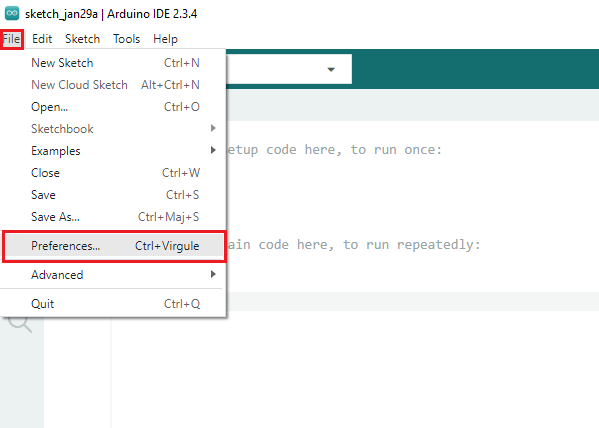 sketch_jan29a | Arduino IDE 2.3.4
File Edit Sketch Tools Help
New Sketch Ctrl+N
New Cloud Sketch Alt+Ctrl+N
Open... Ctrl+O
Sketchbook
Examples
Close Ctrl+W
Save Ctrl+S
Save As... Ctrl+Maj+S
Preferences... Ctrl+Virgule
Advanced
Quit Ctrl+Q
etup code here, to run once:
ain code here, to run repeatedly: